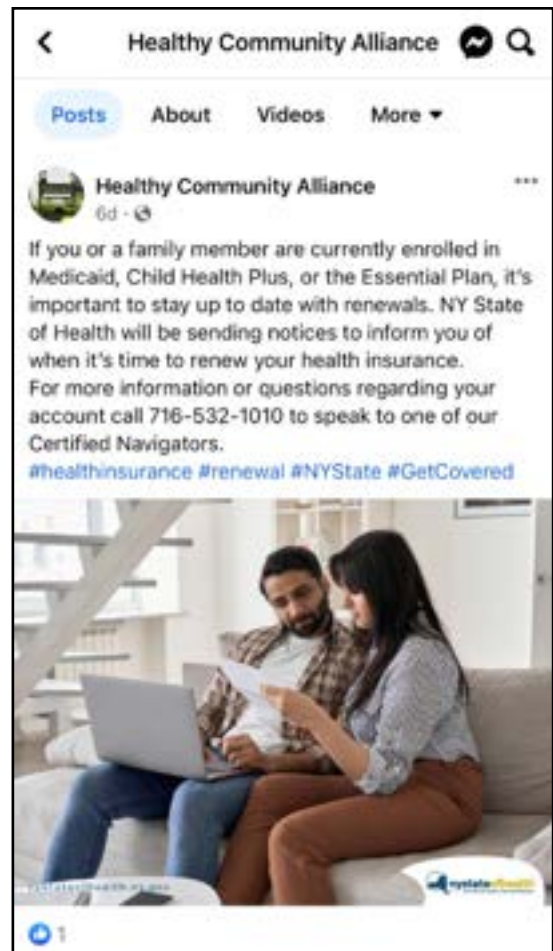 Healthy Community Alliance
Posts About Videos More
Healthy Community Alliance
6d
If you or a family member are currently enrolled in
Medicaid, Child Health Plus, or the Essential Plan, it's
important to stay up to date with renewals. NY State
of Health will be sending notices to inform you of
when it's time to renew your health insurance.
For more information or questions regarding your
account call 716-532-1010 to speak to one of our
Certified Navigators.
#healthinsurance #renewal #NYState #GetCovered
nystateofhealth
1